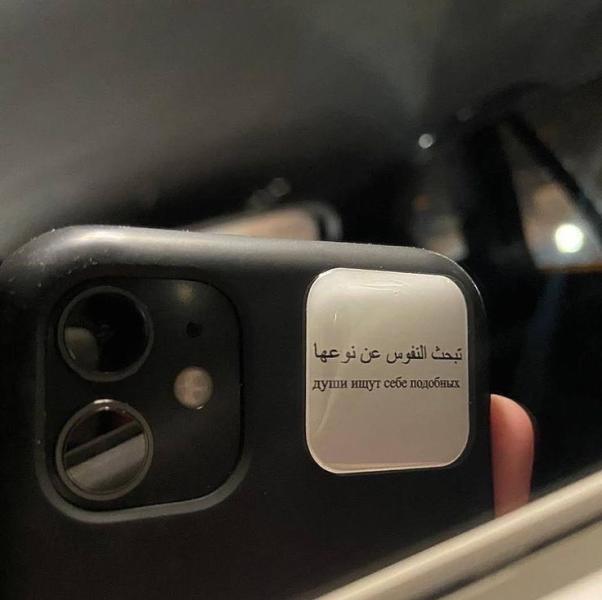 تبحث النفوس عن نوعها
души ищут себе подобных